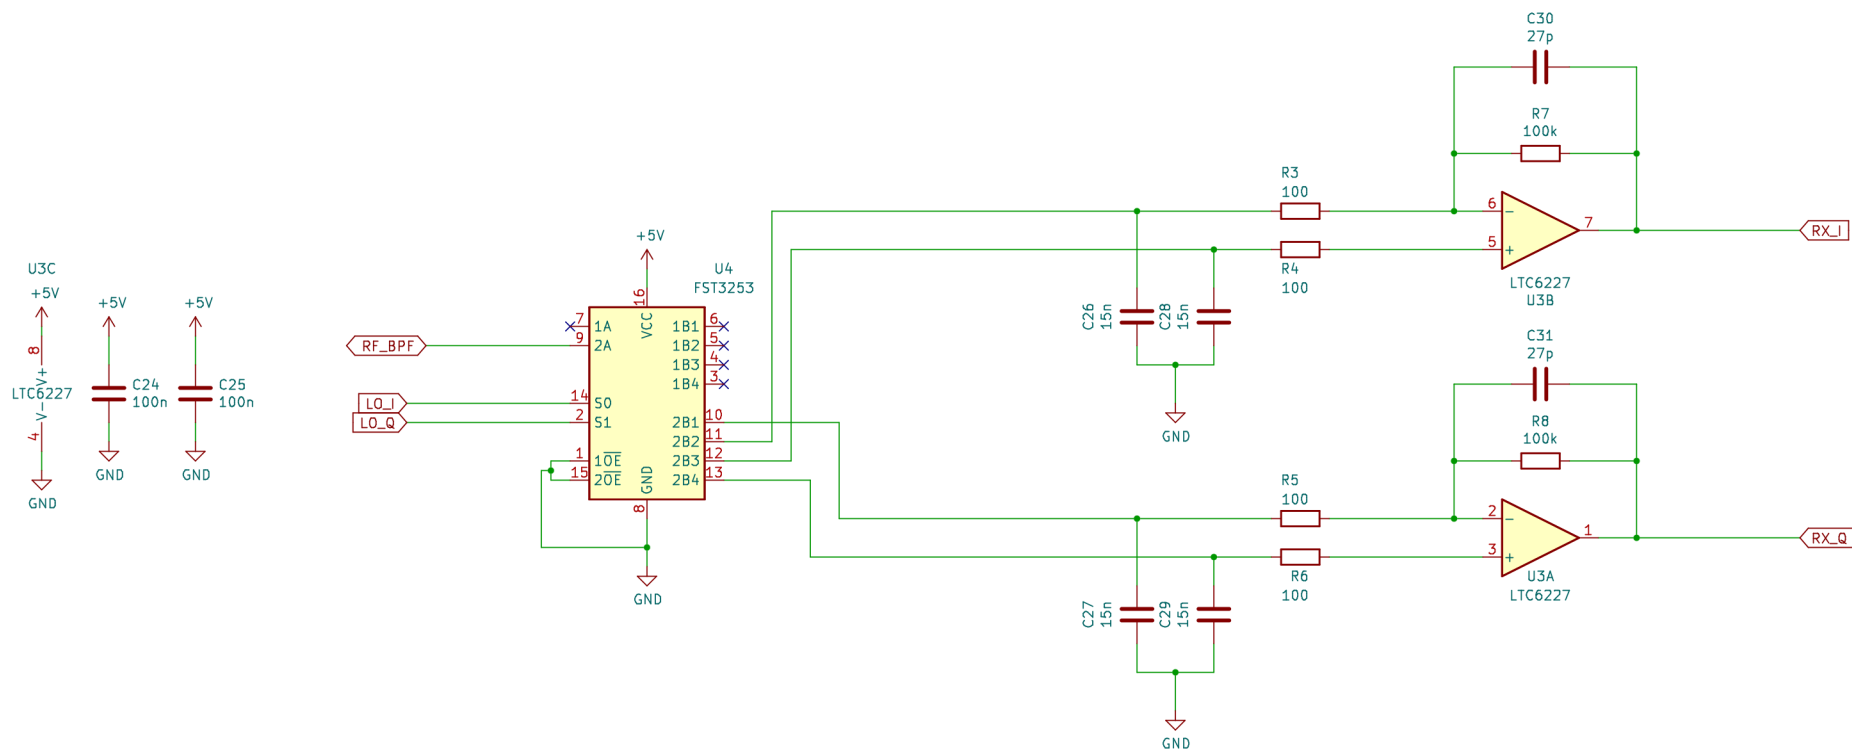 U3C
+5V
8
V+
LTC6227
V-
4
GND
+5V
C24
100n
GND
+5V
C25
100n
GND
RF_BPF
LO_I
LO_Q
+5V
16
U4
FST3253
VCC
7
1A
9
2A
14
S0
2
S1
1
1OE
15
2OE
GND
8
GND
1B1
6
1B2
5
1B3
4
1B4
3
2B1
10
2B2
11
2B3
12
2B4
13
C26
15n
C28
15n
GND
R3
100
R4
100
C30
27p
R7
100k
6
-
5
+
7
LTC6227
U3B
RX_I
C27
15n
C29
15n
GND
R5
100
R6
100
C31
27p
R8
100k
2
-
3
+
1
U3A
LTC6227
RX_Q